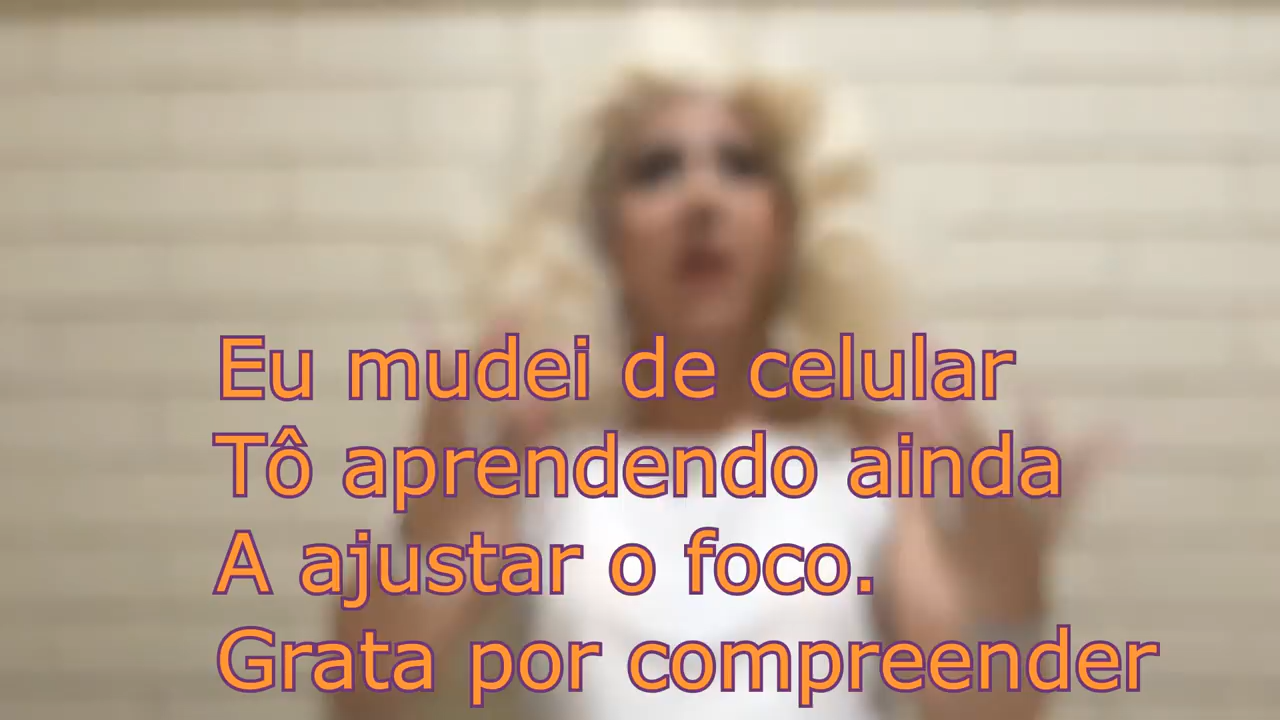 Eu mudei de celular
Tô aprendendo ainda
A ajustar o foco.
Grata por compreender